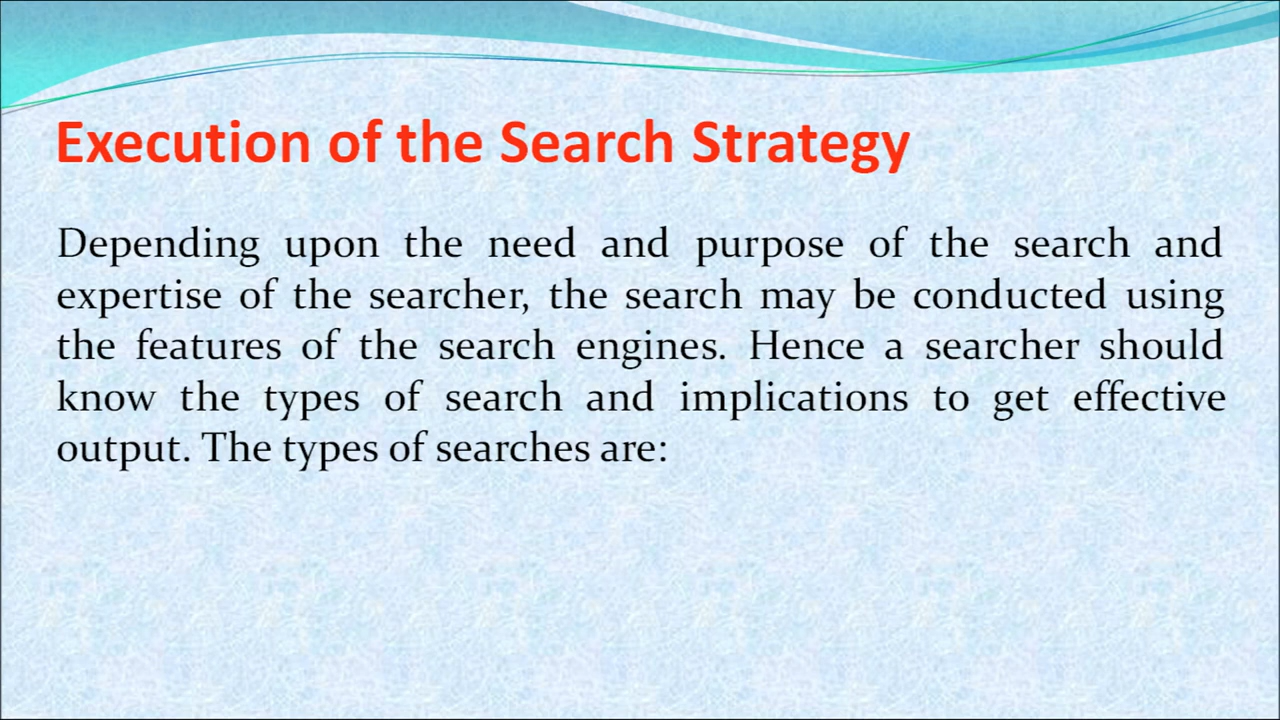 Execution of the Search Strategy
Depending upon the need and purpose of the search and
expertise of the searcher, the search may be conducted using
the features of the search engines. Hence a searcher should
know the types of search and implications to get effective
output. The types of searches are: